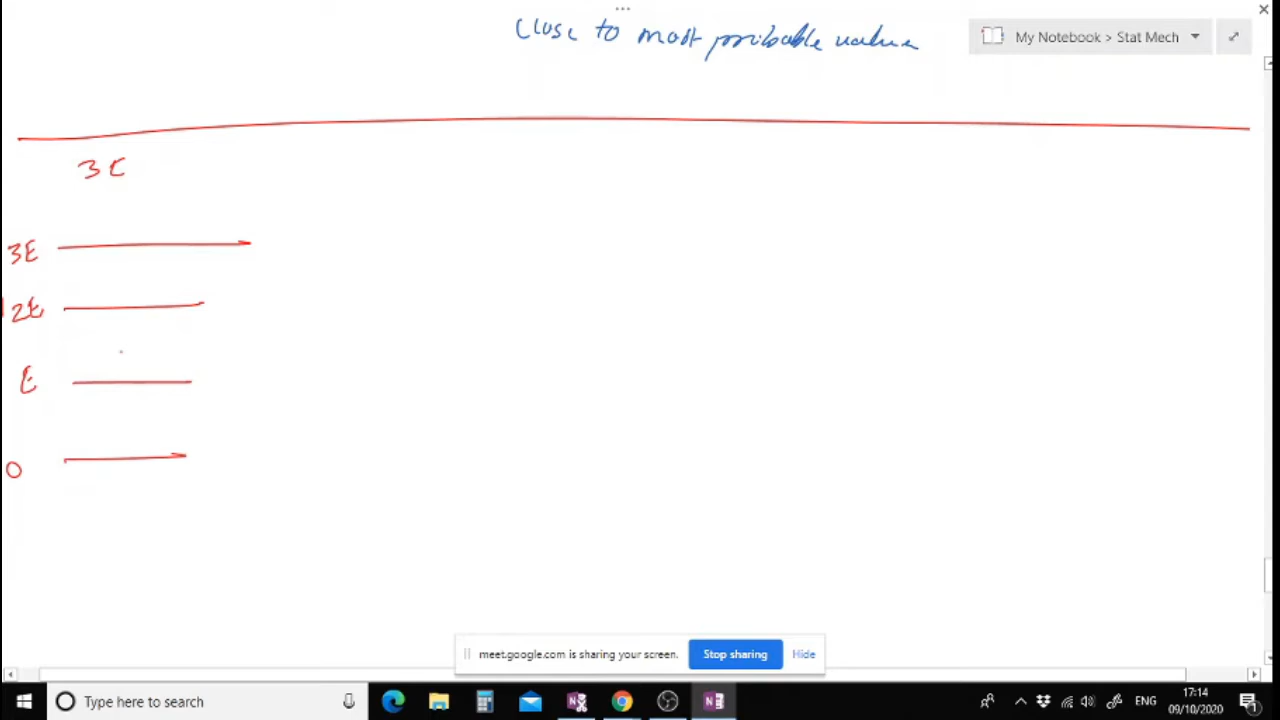 close to most probable value
My Notebook > Stat Mech
3E
3E
2E
E
0
meet.google.com is sharing your screen.
Stop sharing
Hide
Type here to search
ENG
17:14
09/10/2020
1